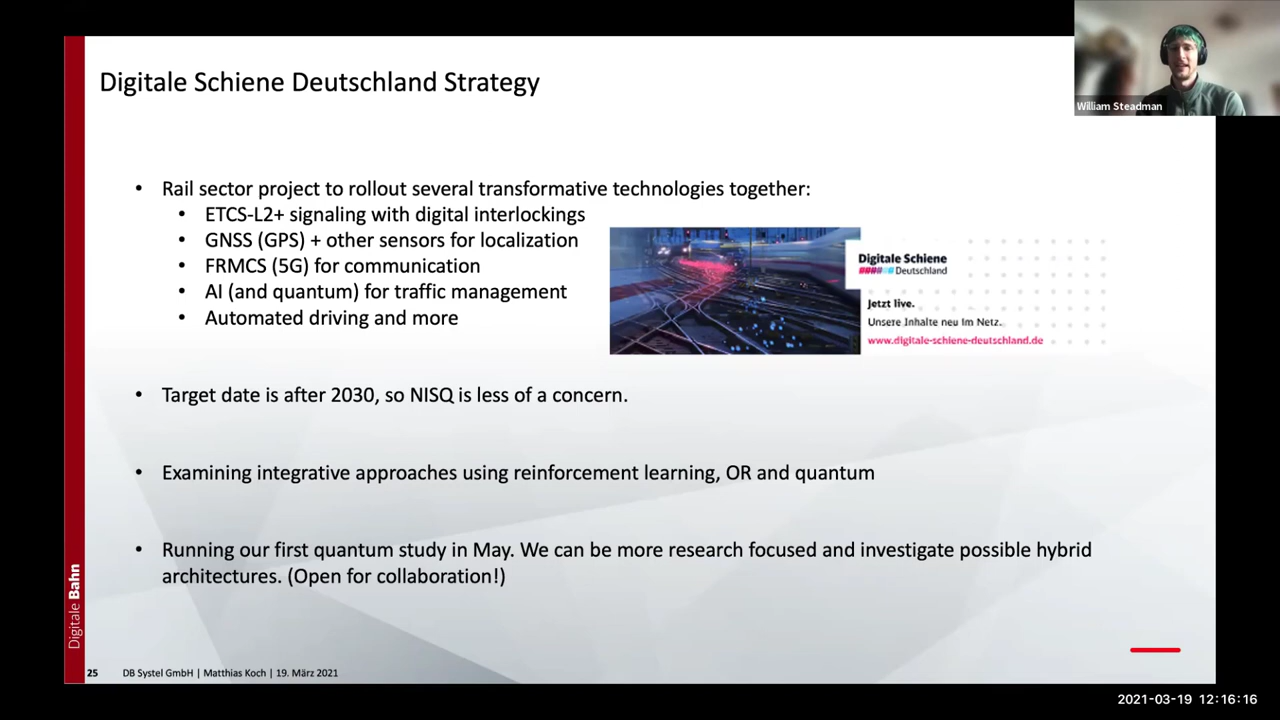 Digitale Schiene Deutschland Strategy
William Steadman
• Rail sector project to rollout several transformative technologies together:
• ETCS-L2+ signaling with digital interlockings
• GNSS (GPS) + other sensors for localization
• FRMCS (5G) for communication
• AI (and quantum) for traffic management
• Automated driving and more
Digitale Schiene
Deutschland
Jetzt live.
Unsere Inhalte neu im Netz.
www.digitale-schiene-deutschland.de
• Target date is after 2030, so NISQ is less of a concern.
• Examining integrative approaches using reinforcement learning, OR and quantum
• Running our first quantum study in May. We can be more research focused and investigate possible hybrid
architectures. (Open for collaboration!)
Digitale Bahn
25 DB Systel GmbH | Matthias Koch | 19. März 2021
2021-03-19 12:16:16